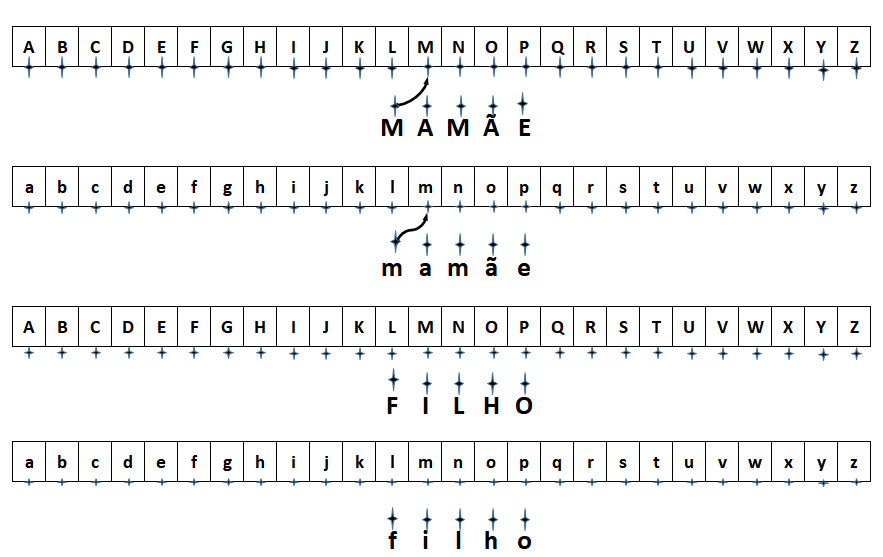 A B C D E F G H I J K L M N O P Q R S T U V W X Y Z
M A M Ã E
a b c d e f g h i j k l m n o p q r s t u v w x y z
m a m ã e
A B C D E F G H I J K L M N O P Q R S T U V W X Y Z
F I L H O
a b c d e f g h i j k l m n o p q r s t u v w x y z
f i l h o